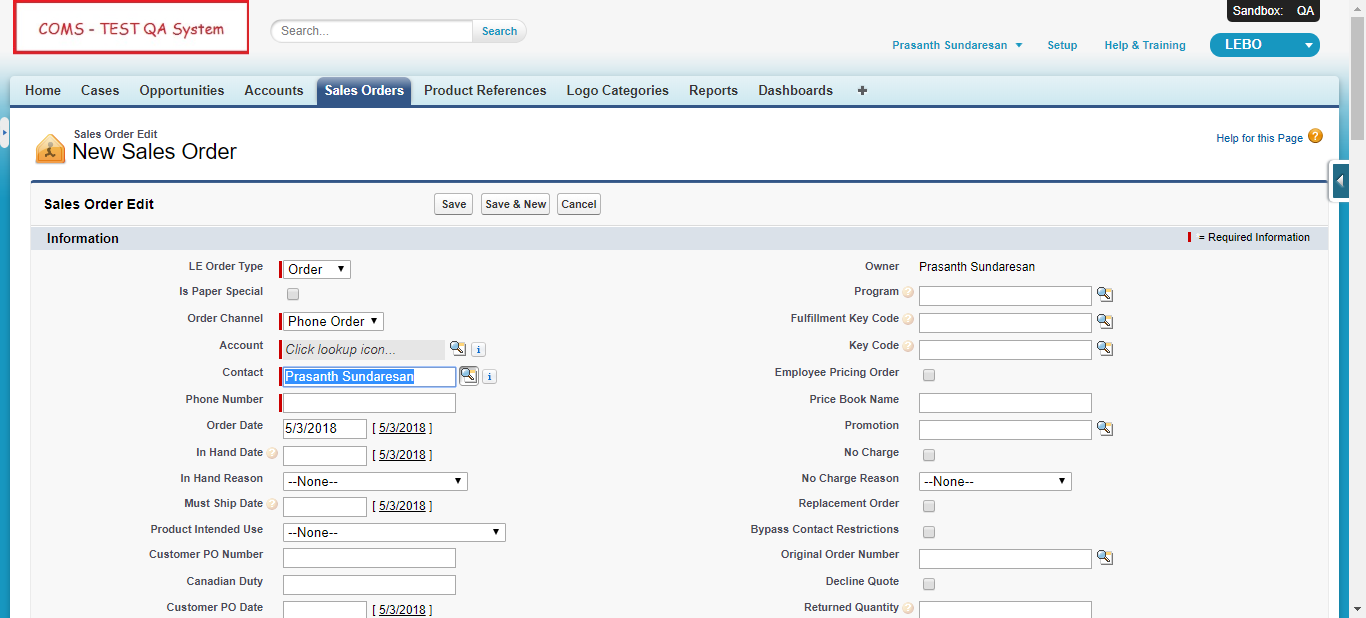 COMS - TEST QA System
Search...
Search
Sandbox: QA
Prasanth Sundaresan
Setup
Help & Training
LEBO
Home Cases Opportunities Accounts Sales Orders Product References Logo Categories Reports Dashboards +
Sales Order Edit
New Sales Order
Help for this Page ?
Sales Order Edit
Save
Save & New
Cancel
Information
= Required Information
LE Order Type Order
Is Paper Special
Order Channel Phone Order
Account Click lookup icon... i
Contact Prasanth Sundaresan i
Phone Number
Order Date 5/3/2018 [ 5/3/2018 ]
In Hand Date ? [ 5/3/2018 ]
In Hand Reason --None--
Must Ship Date ? [ 5/3/2018 ]
Product Intended Use --None--
Customer PO Number
Canadian Duty
Customer PO Date [ 5/3/2018 ]
Owner Prasanth Sundaresan
Program ?
Fulfillment Key Code ?
Key Code ?
Employee Pricing Order
Price Book Name
Promotion
No Charge
No Charge Reason --None--
Replacement Order
Bypass Contact Restrictions
Original Order Number
Decline Quote
Returned Quantity ?